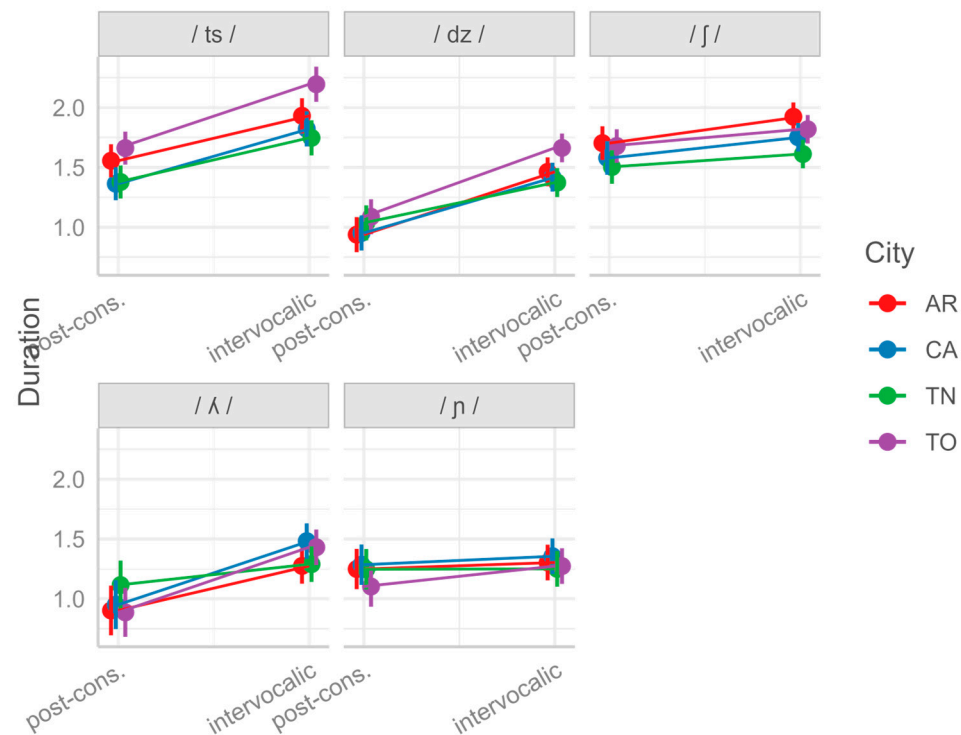 / ts /
/ dz /
/ ʃ /
2.0
1.5
1.0
post-cons.
intervocalic
post-cons.
intervocalic
post-cons.
intervocalic
Duration
City
AR
CA
TN
TO
/ ʎ /
/ ɲ /
2.0
1.5
1.0
post-cons.
intervocalic
post-cons.
intervocalic